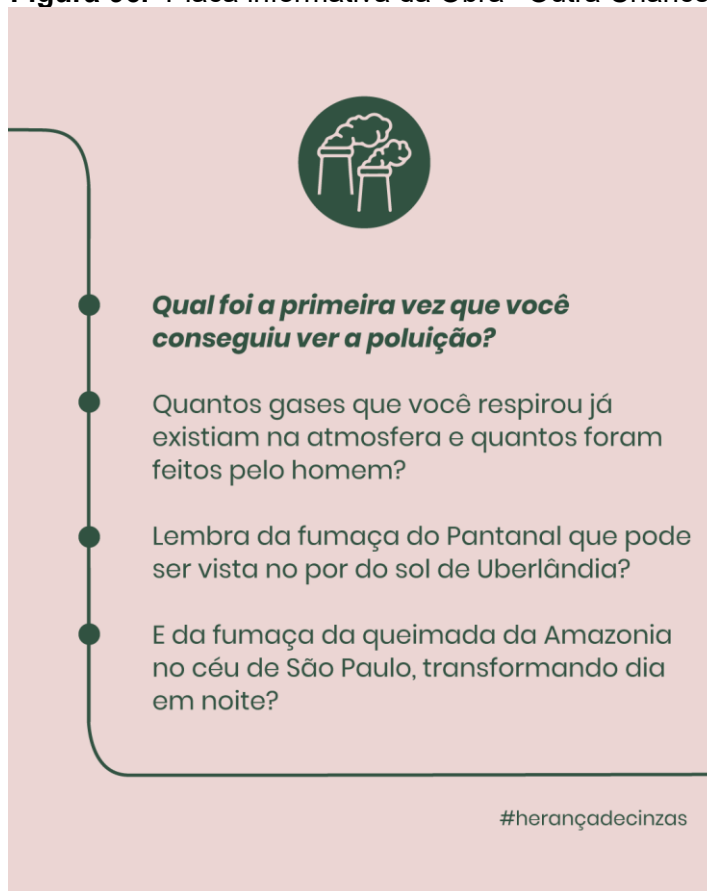 Qual foi a primeira vez que você
conseguiu ver a poluição?
Quantos gases que você respirou já
existiam na atmosfera e quantos foram
feitos pelo homem?
Lembra da fumaça do Pantanal que pode
ser vista no por do sol de Uberlândia?
E da fumaça da queimada da Amazonia
no céu de São Paulo, transformando dia
em noite?
#herançadecinzas